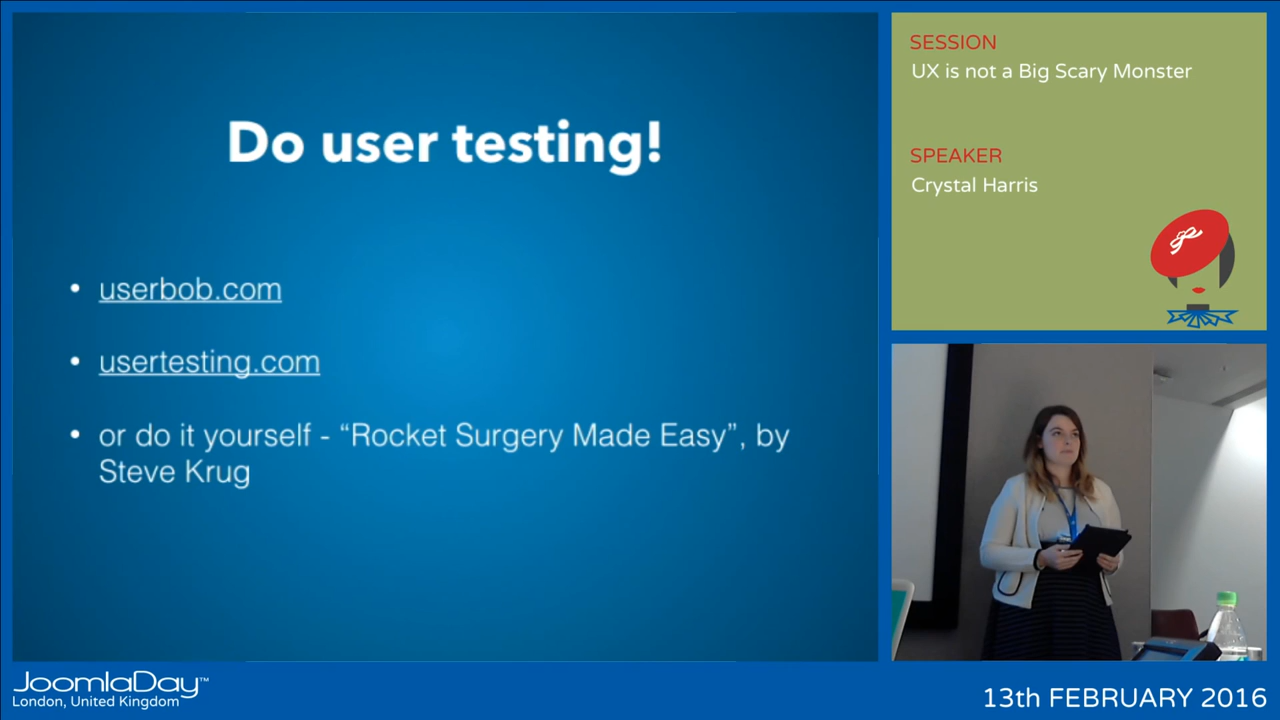 Do user testing!
• userbob.com
• usertesting.com
• or do it yourself - “Rocket Surgery Made Easy”, by
Steve Krug
SESSION
UX is not a Big Scary Monster
SPEAKER
Crystal Harris
JoomlaDay™
London, United Kingdom
13th FEBRUARY 2016